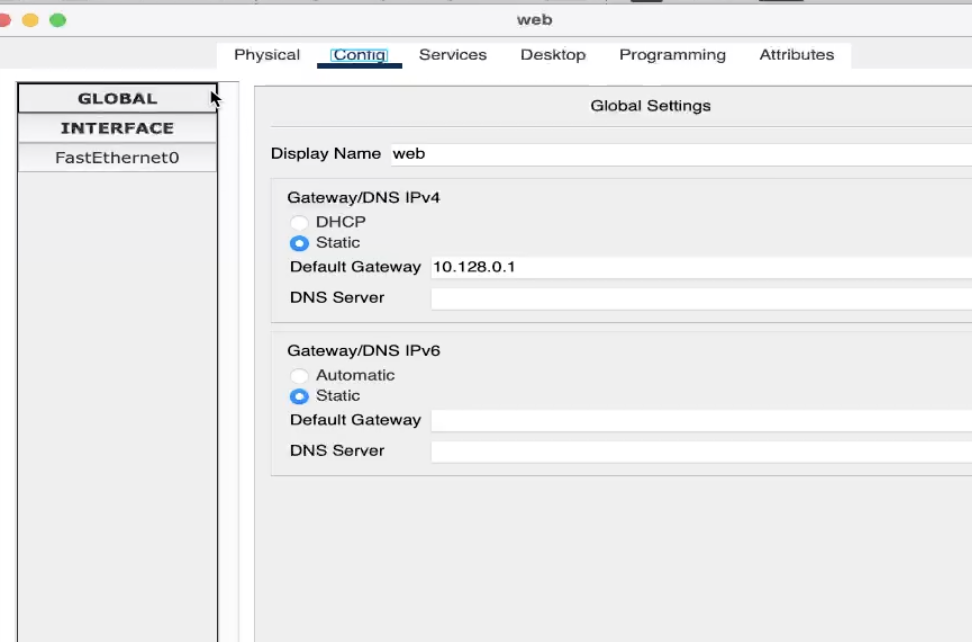 web
Physical Config Services Desktop Programming Attributes
GLOBAL
INTERFACE
FastEthernet0
Global Settings
Display Name web
Gateway/DNS IPv4
DHCP
Static
Default Gateway 10.128.0.1
DNS Server
Gateway/DNS IPv6
Automatic
Static
Default Gateway
DNS Server